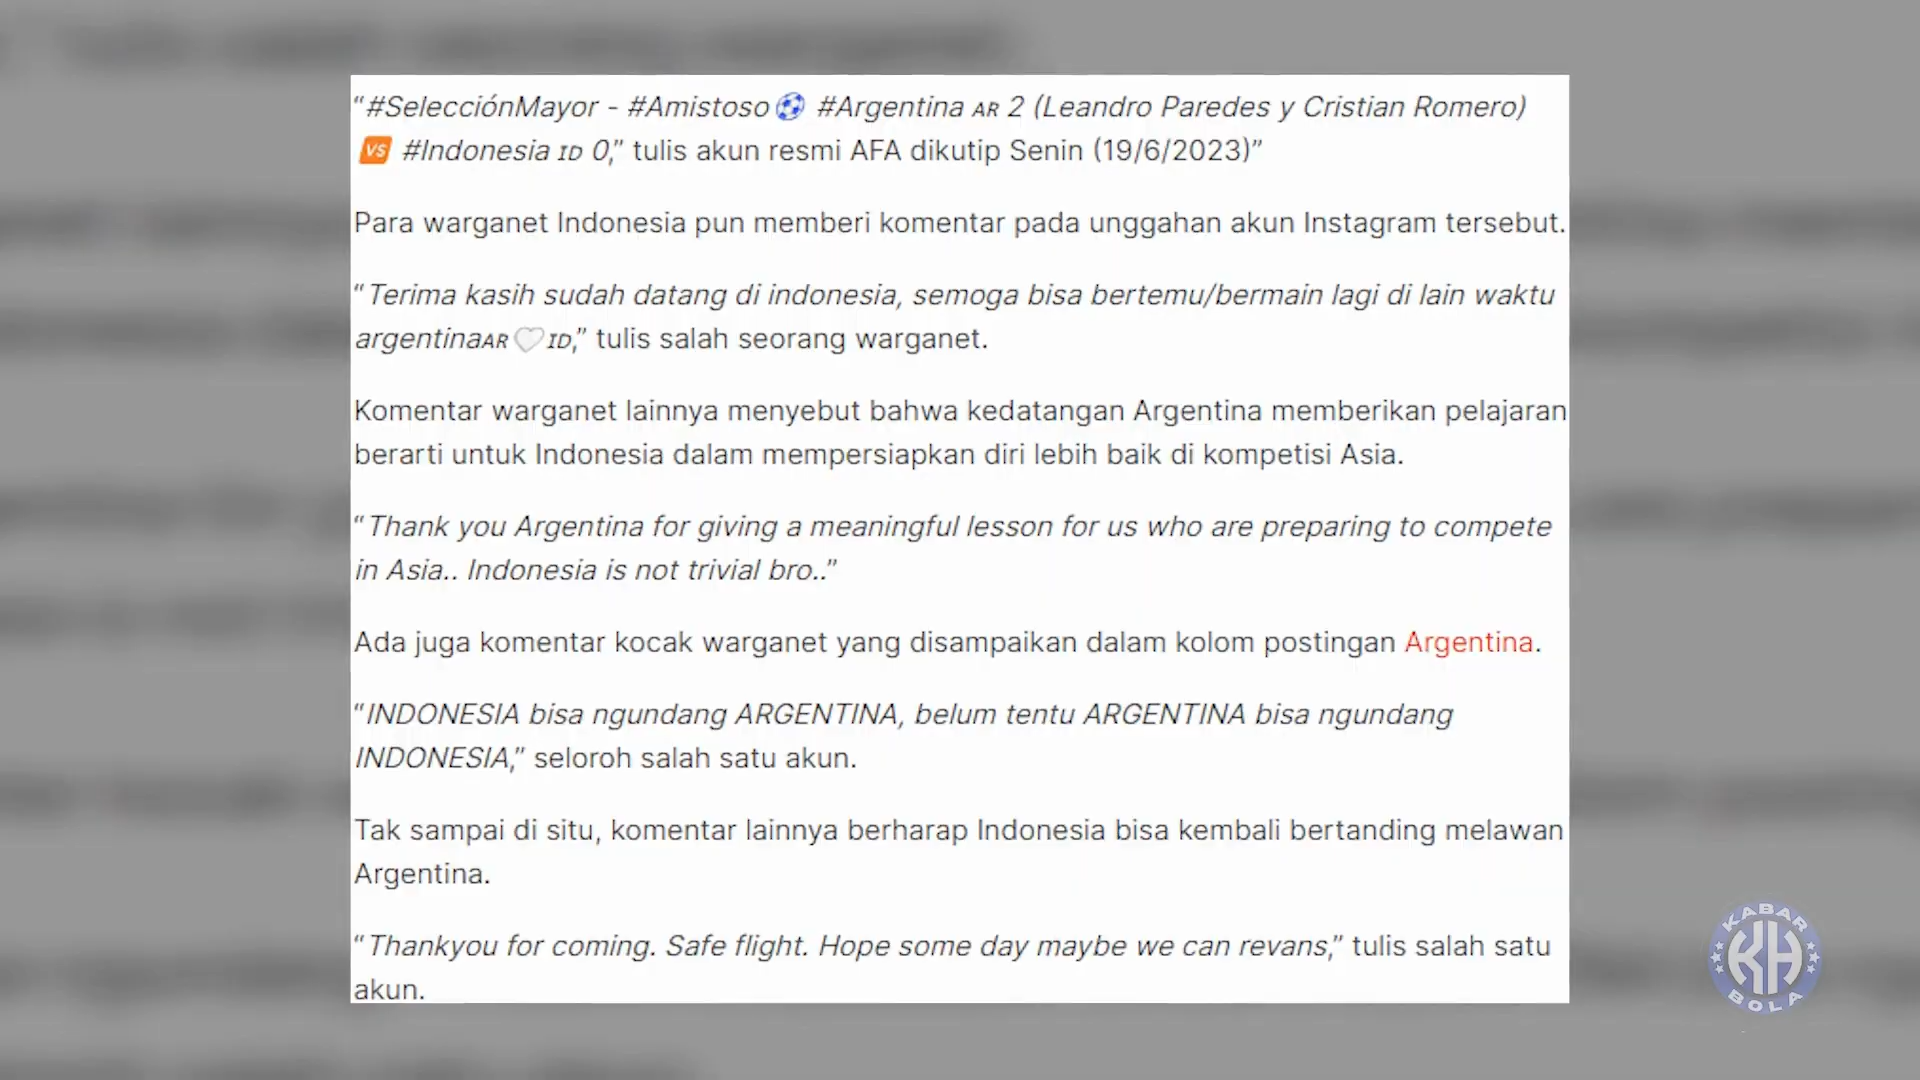 “#SelecciónMayor - #Amistoso⚽ #Argentina AR 2 (Leandro Paredes y Cristian Romero)
🆚 #Indonesia ID 0,” tulis akun resmi AFA dikutip Senin (19/6/2023)”
Para warganet Indonesia pun memberi komentar pada unggahan akun Instagram tersebut.
“Terima kasih sudah datang di indonesia, semoga bisa bertemu/bermain lagi di lain waktu
argentinaAR🤍ID,” tulis salah seorang warganet.
Komentar warganet lainnya menyebut bahwa kedatangan Argentina memberikan pelajaran
berarti untuk Indonesia dalam mempersiapkan diri lebih baik di kompetisi Asia.
“Thank you Argentina for giving a meaningful lesson for us who are preparing to compete
in Asia.. Indonesia is not trivial bro..”
Ada juga komentar kocak warganet yang disampaikan dalam kolom postingan Argentina.
“INDONESIA bisa ngundang ARGENTINA, belum tentu ARGENTINA bisa ngundang
INDONESIA,” seloroh salah satu akun.
Tak sampai di situ, komentar lainnya berharap Indonesia bisa kembali bertanding melawan
Argentina.
“Thankyou for coming. Safe flight. Hope some day maybe we can revans,” tulis salah satu
akun.
KABAR
KH
BOLA